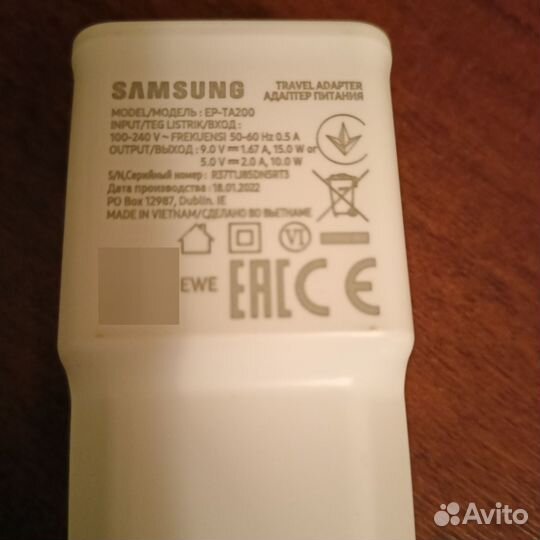 SAMSUNG TRAVEL ADAPTER
АДАПТЕР ПИТАНИЯ
MODEL/МОДЕЛЬ : EP-TA200
INPUT/TEG LISTRIK/ВХОД :
100-240 V ~ FREKUENSI 50-60 Hz 0.5 A
OUTPUT/ВЫХОД : 9.0 V ⎓ 1.67 A, 15.0 W or
5.0 V ⎓ 2.0 A, 10.0 W
S/N,Серийный номер : R37T1J85DNSRT3
Дата производства : 18.01.2022
PO Box 12987, Dublin. IE
MADE IN VIETNAM/СДЕЛАНО ВО ВЬЕТНАМЕ
VI
EWE EAC CE
Avito